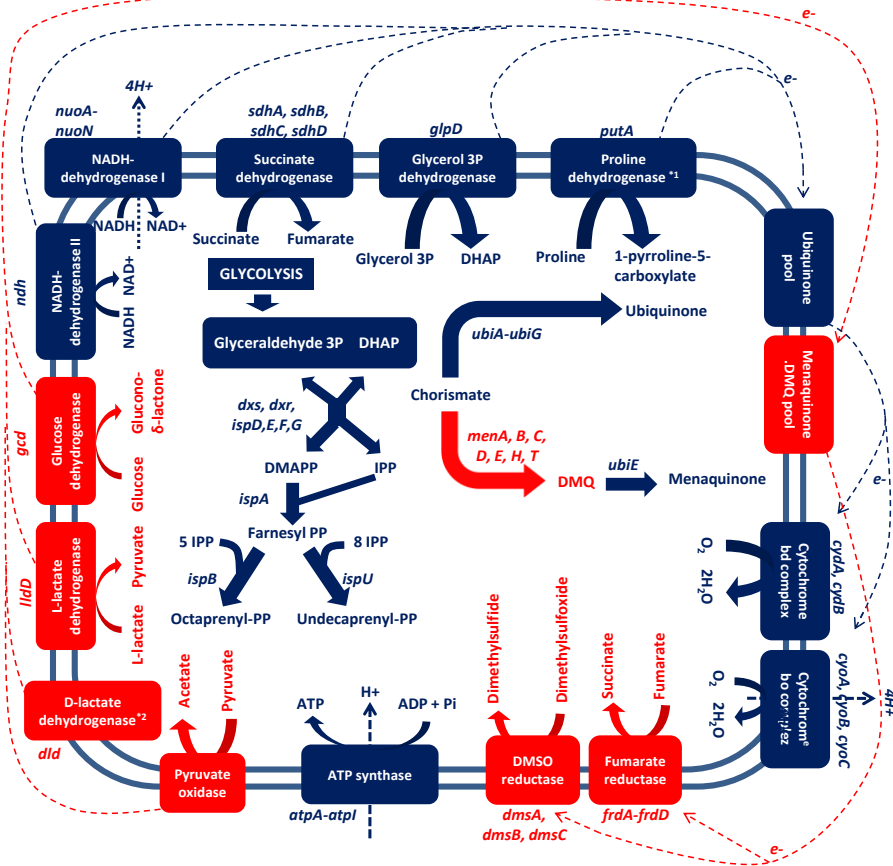 e-
e-
4H+
nuoA-
nuoN
sdhA, sdhB,
sdhC, sdhD
glpD
putA
NADH-
dehydrogenase I
Succinate
dehydrogenase
Glycerol 3P
dehydrogenase
Proline
dehydrogenase *1
NADH
NAD+
Succinate
Fumarate
Glycerol 3P
DHAP
Proline
1-pyrroline-5-
carboxylate
ndh
NADH-
dehydrogenase II
NADH
NAD+
Ubiquinone
pool
GLYCOLYSIS
Glyceraldehyde 3P
DHAP
Ubiquinone
ubiA-ubiG
Chorismate
Menaquinone
.DMQ pool
gcd
Glucose
dehydrogenase
Glucose
Glucono-
δ-lactone
dxs, dxr,
ispD,E,F,G
menA, B, C,
D, E, H, T
DMAPP
IPP
DMQ
ubiE
Menaquinone
e-
ispA
Farnesyl PP
5 IPP
8 IPP
ispB
ispU
Octaprenyl-PP
Undecaprenyl-PP
lldD
L-lactate
dehydrogenase
L-lactate
Pyruvate
O2
2H2O
Cytochrome
bd complex
cydA, cydB
D-lactate
dehydrogenase*2
dld
Acetate
Pyruvate
Pyruvate
oxidase
ATP
H+
ADP + Pi
ATP synthase
atpA-atpI
Dimethylsulfide
Dimethylsulfoxide
DMSO
reductase
dmsA,
dmsB, dmsC
Succinate
Fumarate
Fumarate
reductase
frdA-frdD
O2
2H2O
Cytochrome
bo complez
cyoA, cyoB, cyoC
4H+
e-